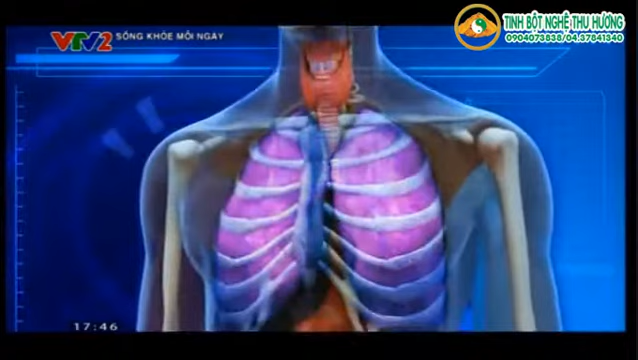 VTV2 SỐNG KHỎE MỖI NGÀY
TINH BỘT NGHỆ THU HƯƠNG
0904073838/04.37841340
17:46